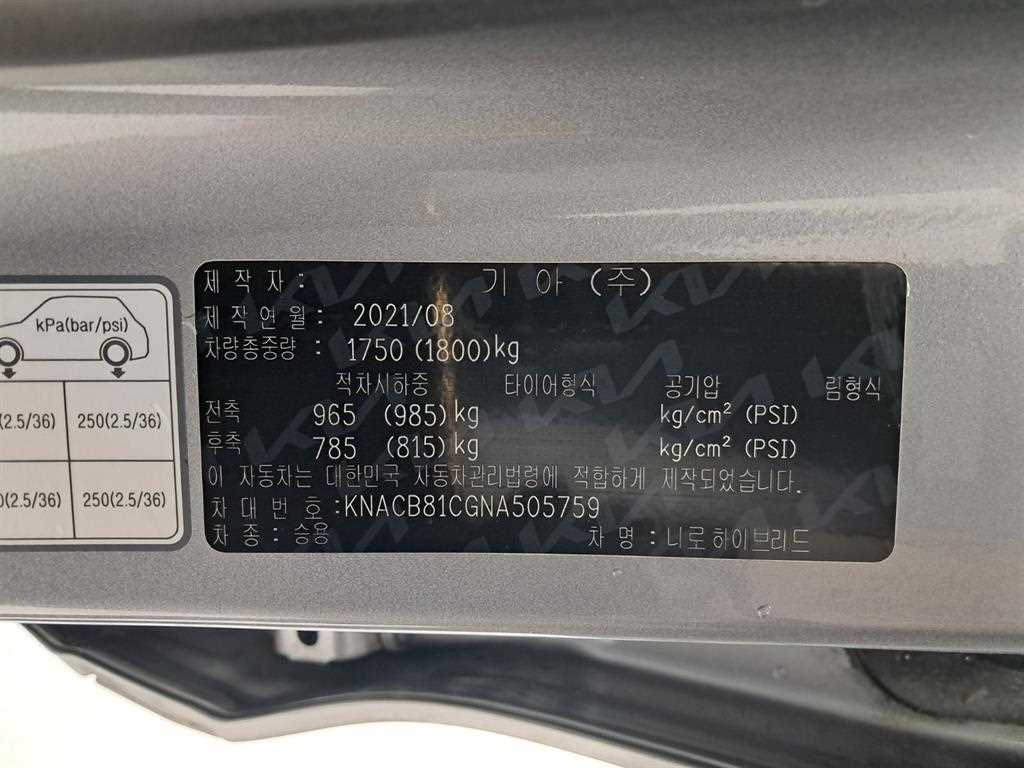 제 작 자 : 기 아 (주)
제 작 연 월 : 2021/08
차량총중량 : 1750 (1800)kg
적차시하중 타이어형식 공기압 림형식
전축 965 (985)kg kg/cm² (PSI)
후축 785 (815)kg kg/cm² (PSI)
이 자동차는 대한민국 자동차관리법령에 적합하게 제작되었습니다.
차 대 번 호 :KNACB81CGNA505759
차 종 : 승용 차 명 : 니로하이브리드
kPa(bar/psi)
(2.5/36) 250(2.5/36)
(2.5/36) 250(2.5/36)